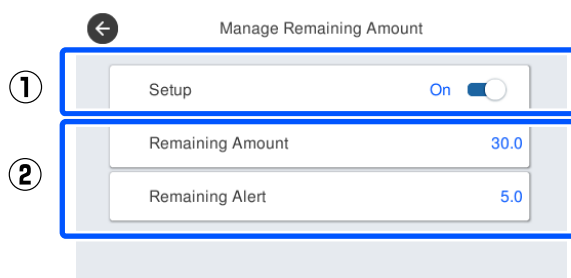 Manage Remaining Amount
① Setup On
② Remaining Amount 30.0
Remaining Alert 5.0